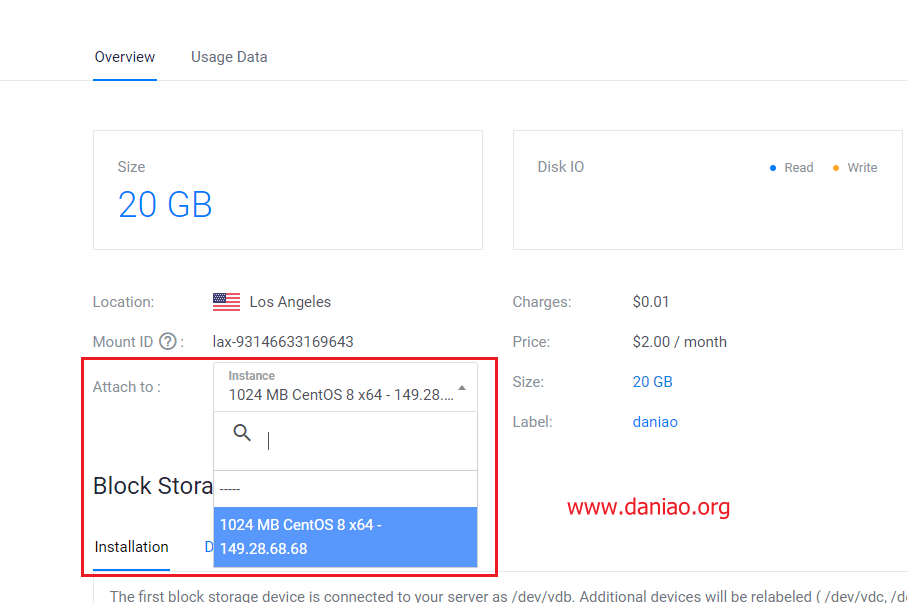 Overview
Usage Data
Size
20 GB
Disk IO
Read
Write
Location:
Los Angeles
Charges:
$0.01
Mount ID ? :
lax-93146633169643
Price:
$2.00 / month
Attach to :
Instance
1024 MB CentOS 8 x64 - 149.28....
Size:
20 GB
Label:
daniao
-----
Block Stora
1024 MB CentOS 8 x64 -
149.28.68.68
www.daniao.org
Installation
D
The first block storage device is connected to your server as /dev/vdb. Additional devices will be relabeled ( /dev/vdc, /d